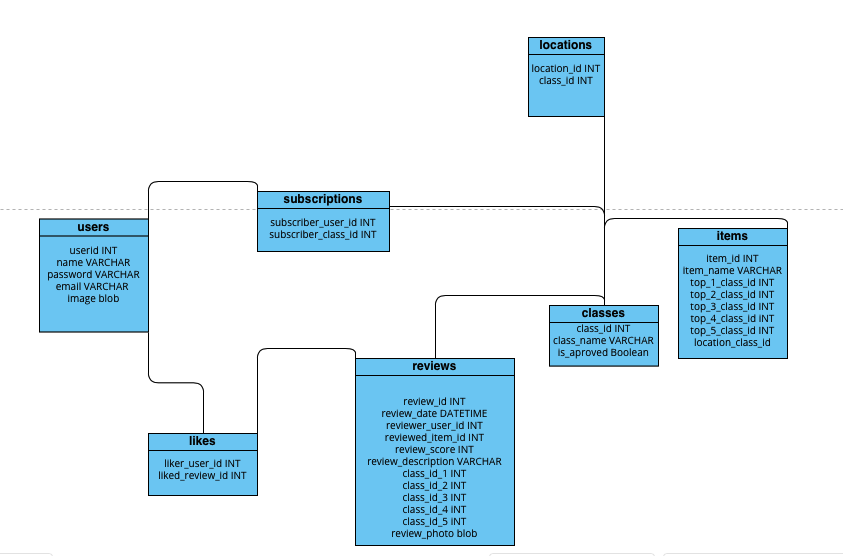 locations
location_id INT
class_id INT
subscriptions
subscriber_user_id INT
subscriber_class_id INT
users
userid INT
name VARCHAR
password VARCHAR
email VARCHAR
image blob
items
item_id INT
item_name VARCHAR
top_1_class_id INT
top_2_class_id INT
top_3_class_id INT
top_4_class_id INT
top_5_class_id INT
location_class_id
classes
class_id INT
class_name VARCHAR
is_aproved Boolean
reviews
review_id INT
review_date DATETIME
reviewer_user_id INT
reviewed_item_id INT
review_score INT
review_description VARCHAR
class_id_1 INT
class_id_2 INT
class_id_3 INT
class_id_4 INT
class_id_5 INT
review_photo blob
likes
liker_user_id INT
liked_review_id INT